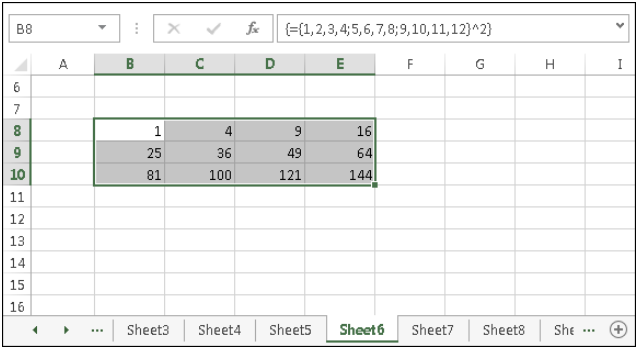 B8 fx {={1,2,3,4;5,6,7,8;9,10,11,12}^2}
A B C D E F G H I
6
7
8 1 4 9 16
9 25 36 49 64
10 81 100 121 144
11
12
13
14
15
16
... Sheet3 Sheet4 Sheet5 Sheet6 Sheet7 Sheet8 She ...